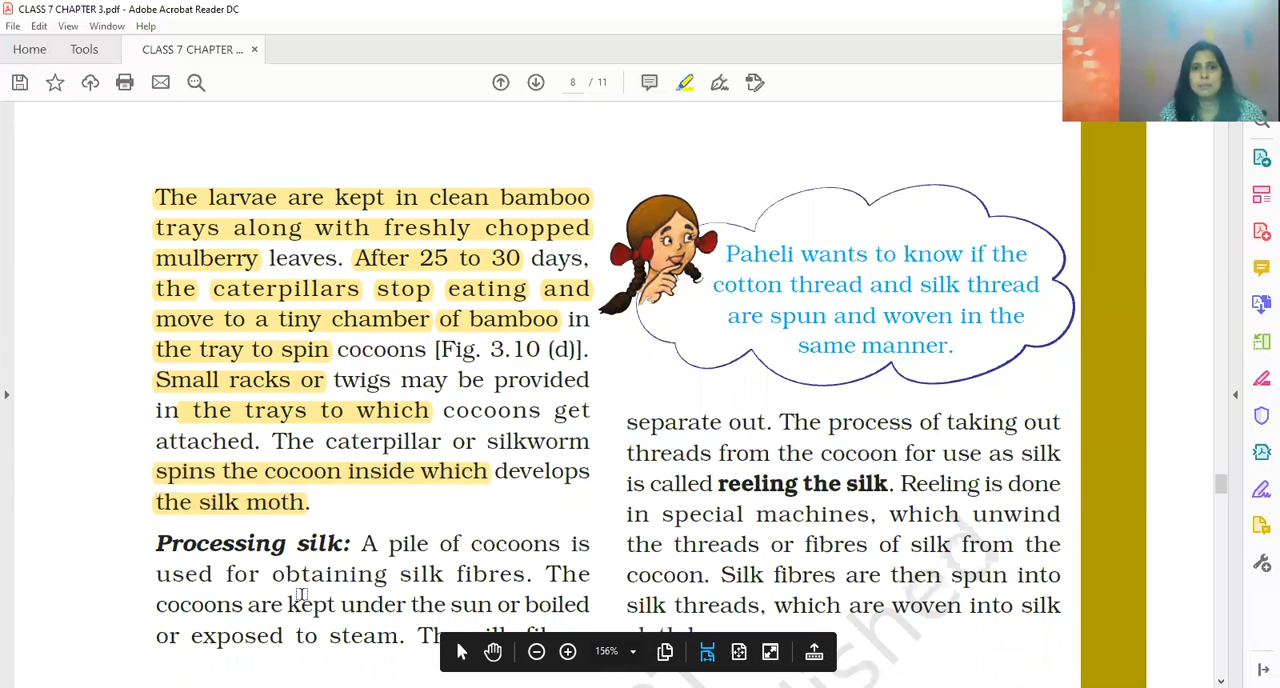 CLASS 7 CHAPTER 3.pdf - Adobe Acrobat Reader DC
File Edit View Window Help
Home Tools CLASS 7 CHAPTER ... ×
8 / 11
The larvae are kept in clean bamboo
trays along with freshly chopped
mulberry leaves. After 25 to 30 days,
the caterpillars stop eating and
move to a tiny chamber of bamboo in
the tray to spin cocoons [Fig. 3.10 (d)].
Small racks or twigs may be provided
in the trays to which cocoons get
attached. The caterpillar or silkworm
spins the cocoon inside which develops
the silk moth.
Processing silk: A pile of cocoons is
used for obtaining silk fibres. The
cocoons are kept under the sun or boiled
or exposed to steam.
Paheli wants to know if the
cotton thread and silk thread
are spun and woven in the
same manner.
separate out. The process of taking out
threads from the cocoon for use as silk
is called reeling the silk. Reeling is done
in special machines, which unwind
the threads or fibres of silk from the
cocoon. Silk fibres are then spun into
silk threads, which are woven into silk
156%